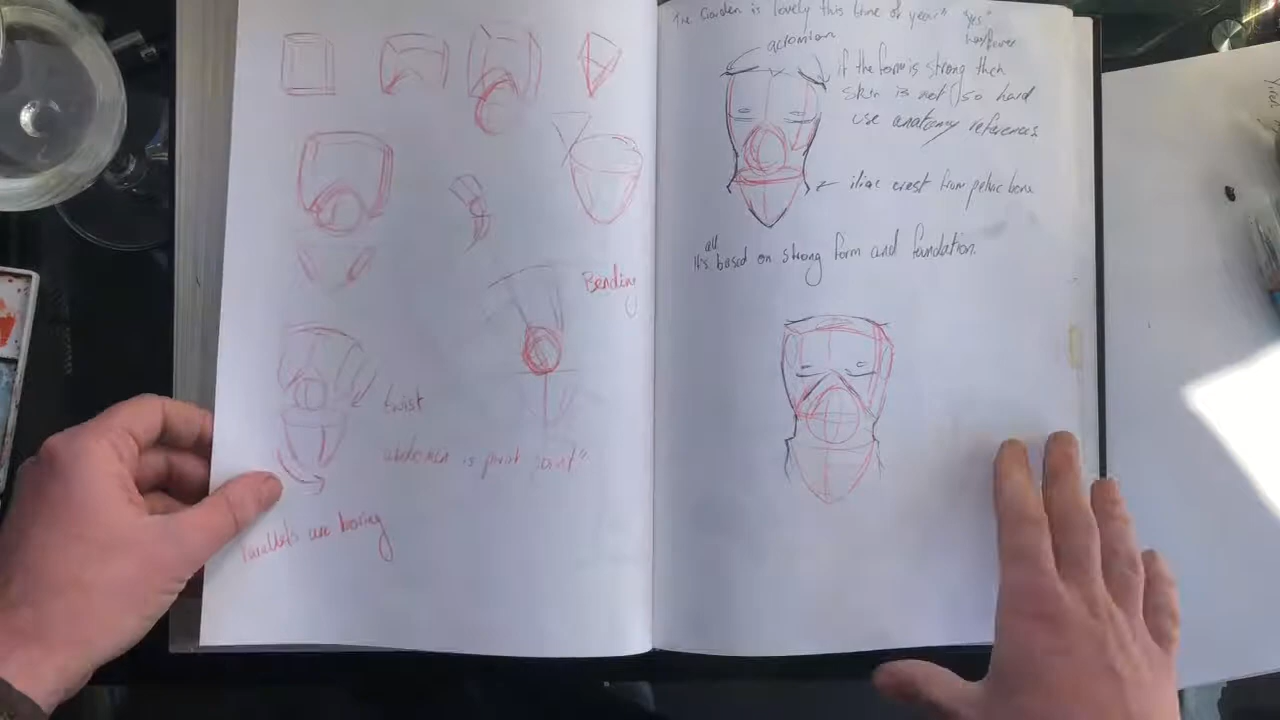 Bending
twist
abdomen is pivot point"
Parallels are boring
The Garden is lovely this time of year" "yes"
hayfever
acromion
if the form is strong then
skin is not so hard
use anatomy references.
iliac crest from pelvic bone
all
It's based on strong form and foundation.